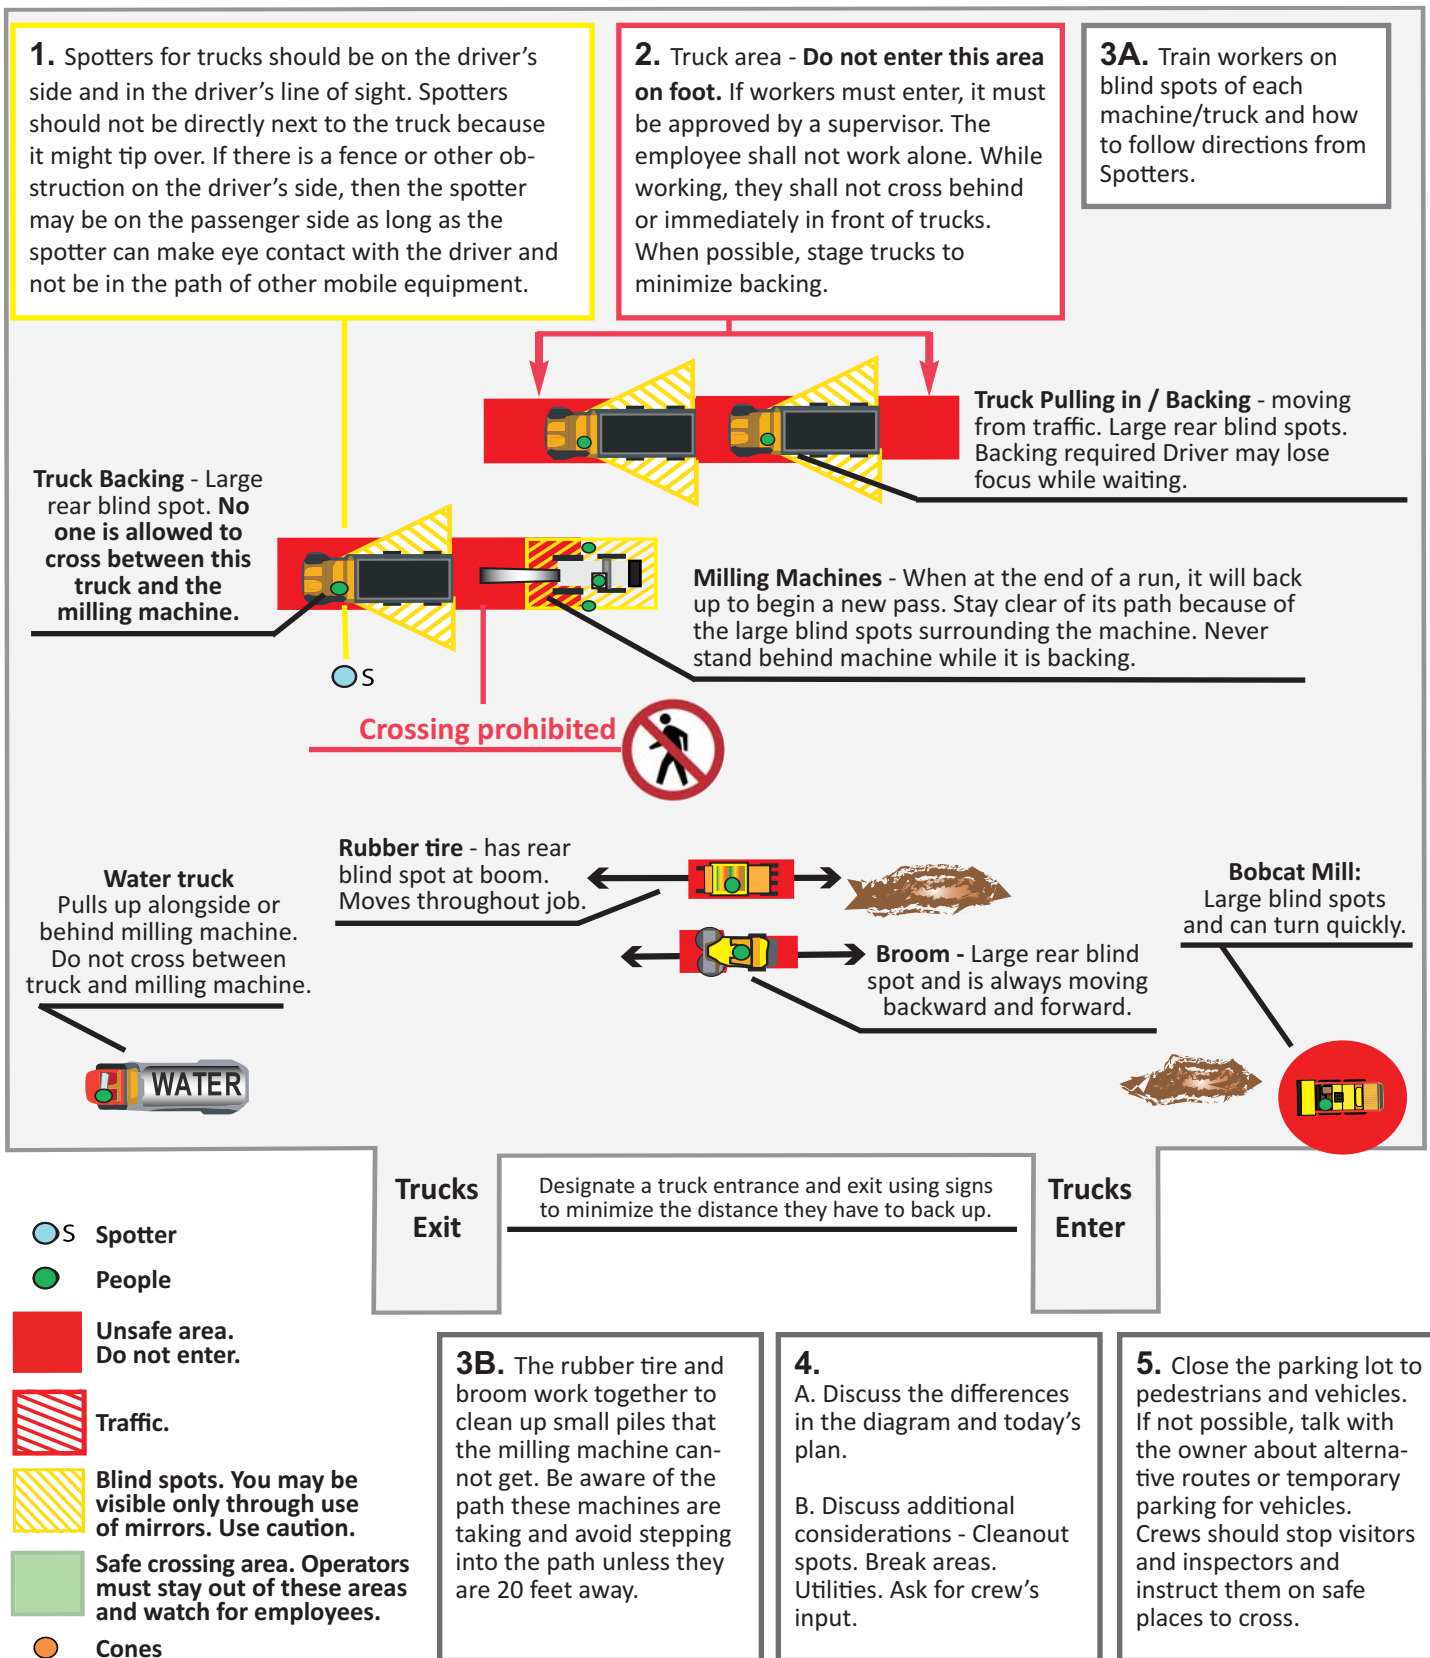 1. Spotters for trucks should be on the driver's
side and in the driver's line of sight. Spotters
should not be directly next to the truck because
it might tip over. If there is a fence or other ob-
struction on the driver's side, then the spotter
may be on the passenger side as long as the
spotter can make eye contact with the driver and
not be in the path of other mobile equipment.
2. Truck area - Do not enter this area
on foot. If workers must enter, it must
be approved by a supervisor. The
employee shall not work alone. While
working, they shall not cross behind
or immediately in front of trucks.
When possible, stage trucks to
minimize backing.
3A. Train workers on
blind spots of each
machine/truck and how
to follow directions from
Spotters.
Truck Pulling in / Backing - moving
from traffic. Large rear blind spots.
Backing required Driver may lose
focus while waiting.
Truck Backing - Large
rear blind spot. No
one is allowed to
cross between this
truck and the
milling machine.
Milling Machines - When at the end of a run, it will back
up to begin a new pass. Stay clear of its path because of
the large blind spots surrounding the machine. Never
stand behind machine while it is backing.
S
Crossing prohibited
Rubber tire - has rear
blind spot at boom.
Moves throughout job.
Water truck
Pulls up alongside or
behind milling machine.
Do not cross between
truck and milling machine.
Bobcat Mill:
Large blind spots
and can turn quickly.
Broom - Large rear blind
spot and is always moving
backward and forward.
WATER
Trucks
Exit
Designate a truck entrance and exit using signs
to minimize the distance they have to back up.
Trucks
Enter
S Spotter
People
Unsafe area.
Do not enter.
Traffic.
Blind spots. You may be
visible only through use
of mirrors. Use caution.
Safe crossing area. Operators
must stay out of these areas
and watch for employees.
Cones
3B. The rubber tire and
broom work together to
clean up small piles that
the milling machine can-
not get. Be aware of the
path these machines are
taking and avoid stepping
into the path unless they
are 20 feet away.
4.
A. Discuss the differences
in the diagram and today's
plan.
B. Discuss additional
considerations - Cleanout
spots. Break areas.
Utilities. Ask for crew's
input.
5. Close the parking lot to
pedestrians and vehicles.
If not possible, talk with
the owner about alterna-
tive routes or temporary
parking for vehicles.
Crews should stop visitors
and inspectors and
instruct them on safe
places to cross.